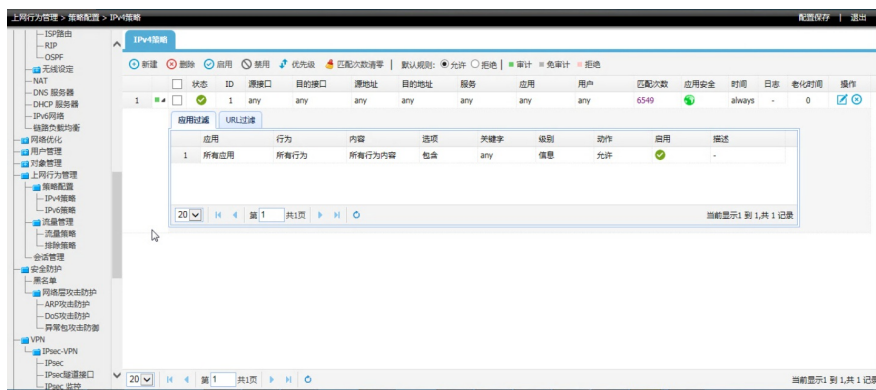 上网行为管理 > 策略配置 > IPv4策略
配置保存 | 退出
ISP路由
RIP
OSPF
无线设定
NAT
DNS 服务器
DHCP 服务器
IPv6网络
链路负载均衡
网络优化
用户管理
对象管理
上网行为管理
策略配置
IPv4策略
IPv6策略
流量管理
流量策略
排除策略
会话管理
安全防护
黑名单
网络层攻击防护
ARP攻击防护
DoS攻击防护
异常包攻击防御
VPN
IPsec-VPN
IPsec
IPsec隧道接口
IPsec 监控
IPv4策略
新建 删除 启用 禁用 优先级 匹配次数清零 | 默认规则: 允许 拒绝 | 审计 免审计 拒绝
状态 ID 源接口 目的接口 源地址 目的地址 服务 应用 用户 匹配次数 应用安全 时间 日志 老化时间 操作
1 1 any any any any any any any 6549 always - 0
应用过滤 URL过滤
应用 行为 内容 选项 关键字 级别 动作 启用 描述
1 所有应用 所有行为 所有行为内容 包含 any 信息 允许 -
20 第 1 共1页 当前显示1 到 1,共 1 记录
20 第 1 共1页 当前显示1 到 1,共 1 记录